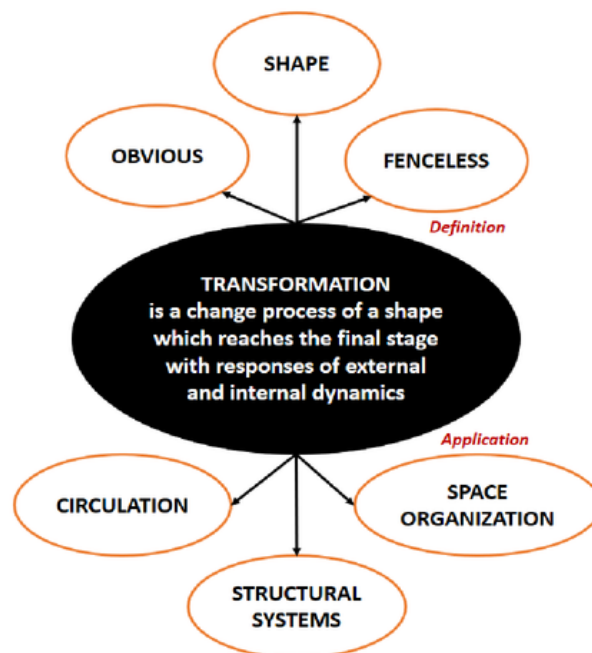 SHAPE
OBVIOUS
FENCELESS
Definition
TRANSFORMATION
is a change process of a shape
which reaches the final stage
with responses of external
and internal dynamics
Application
CIRCULATION
SPACE
ORGANIZATION
STRUCTURAL
SYSTEMS